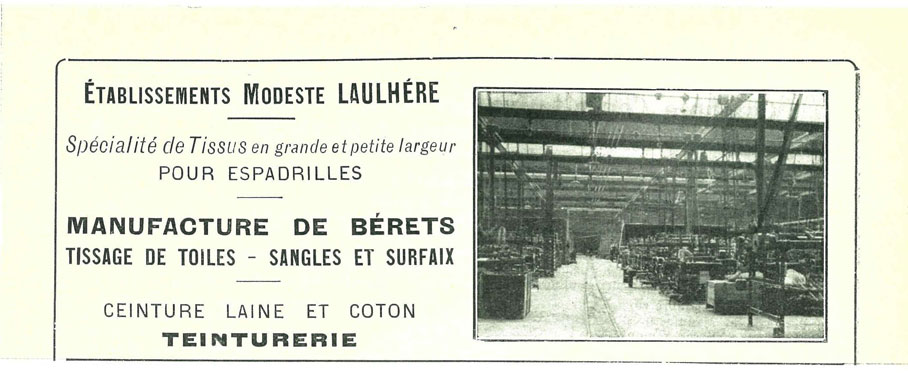 ÉTABLISSEMENTS MODESTE LAULHÉRE
Spécialité de Tissus en grande et petite largeur
POUR ESPADRILLES
MANUFACTURE DE BÉRETS
TISSAGE DE TOILES - SANGLES ET SURFAIX
CEINTURE LAINE ET COTON
TEINTURERIE